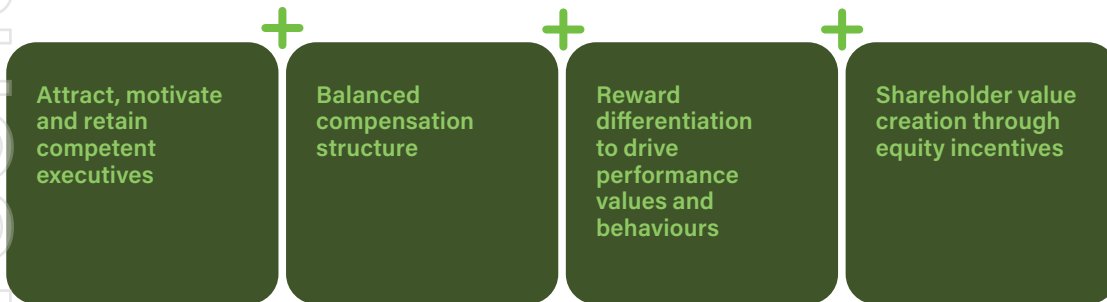 Attract, motivate
and retain
competent
executives
Balanced
compensation
structure
Reward
differentiation
to drive
performance
values and
behaviours
Shareholder value
creation through
equity incentives